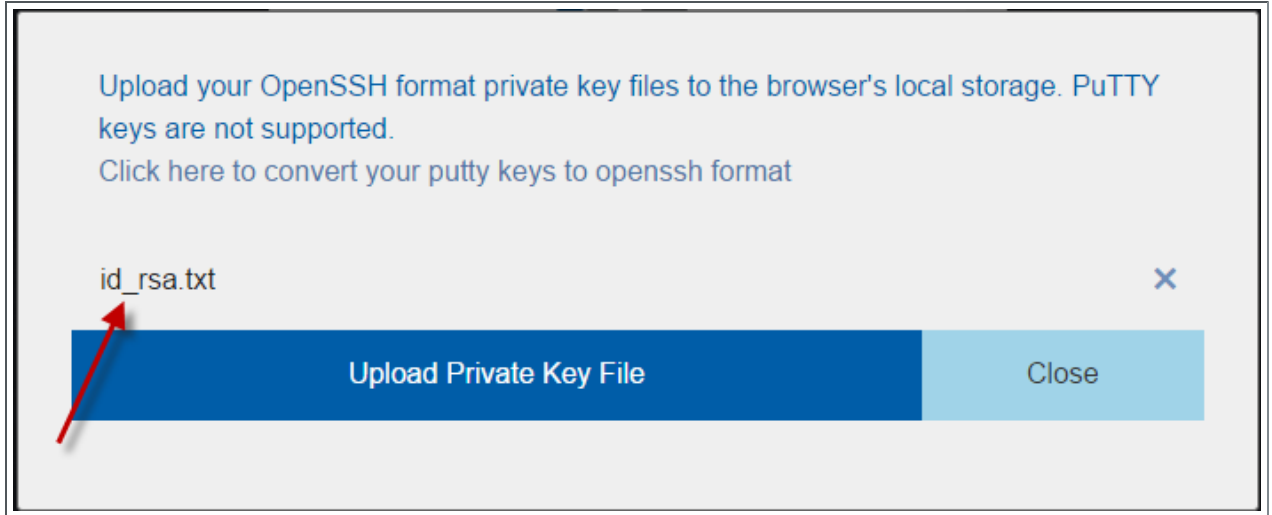 Upload your OpenSSH format private key files to the browser's local storage. PuTTY
keys are not supported.
Click here to convert your putty keys to openssh format
id_rsa.txt ×
Upload Private Key File Close